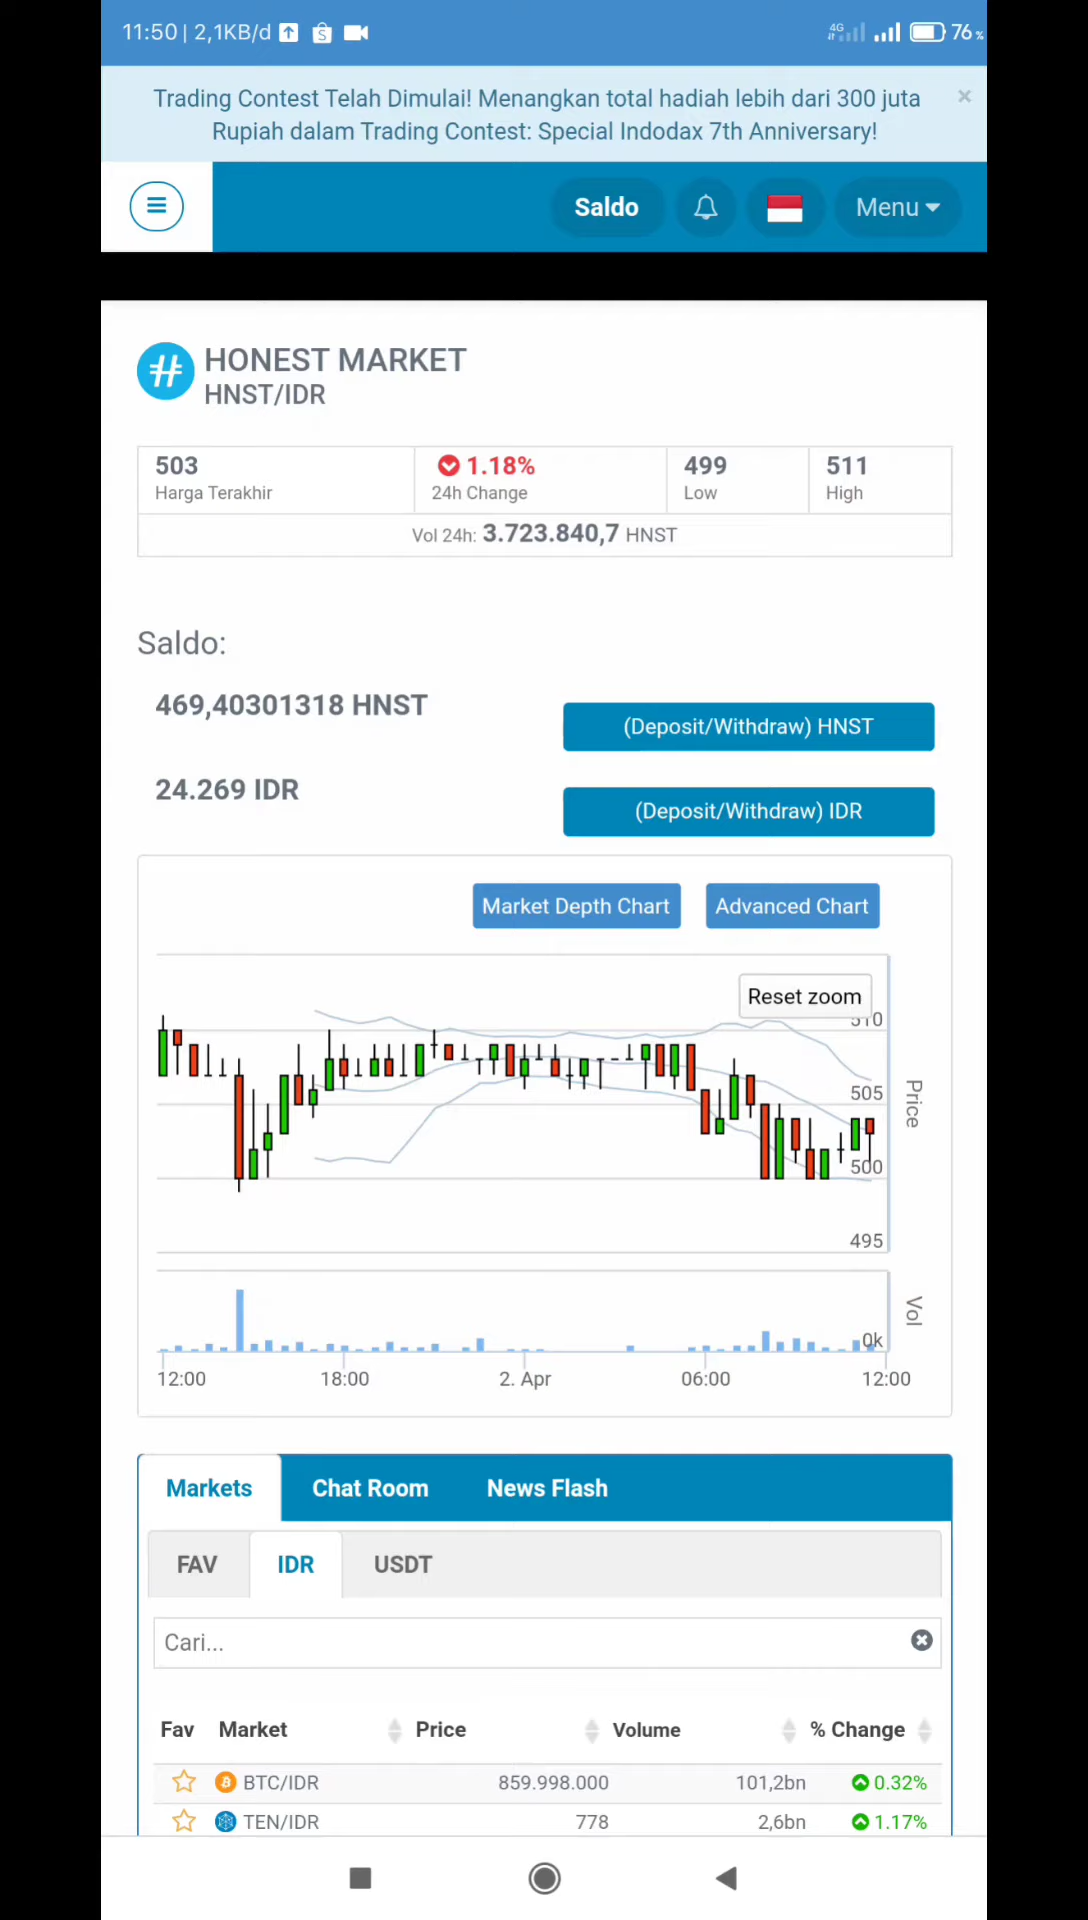 11:50 | 2,1KB/d
4G
76%
Trading Contest Telah Dimulai! Menangkan total hadiah lebih dari 300 juta
Rupiah dalam Trading Contest: Special Indodax 7th Anniversary!
×
Saldo
Menu
HONEST MARKET
HNST/IDR
503
Harga Terakhir
1.18%
24h Change
499
Low
511
High
Vol 24h: 3.723.840,7 HNST
Saldo:
469,40301318 HNST
(Deposit/Withdraw) HNST
24.269 IDR
(Deposit/Withdraw) IDR
Market Depth Chart
Advanced Chart
Reset zoom
510
505
500
495
Price
Vol
0k
12:00
18:00
2. Apr
06:00
12:00
Markets
Chat Room
News Flash
FAV
IDR
USDT
Cari...
Fav Market Price Volume % Change
BTC/IDR 859.998.000 101,2bn 0.32%
TEN/IDR 778 2,6bn 1.17%